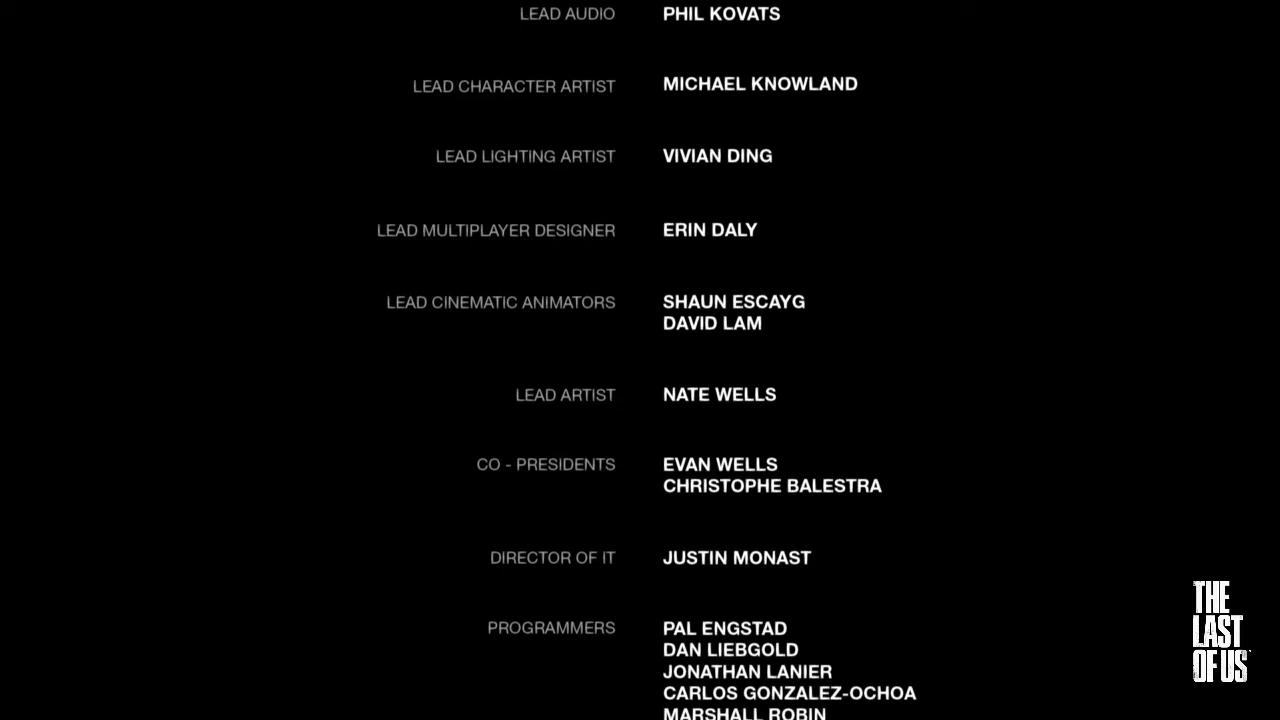 LEAD AUDIO PHIL KOVATS
LEAD CHARACTER ARTIST MICHAEL KNOWLAND
LEAD LIGHTING ARTIST VIVIAN DING
LEAD MULTIPLAYER DESIGNER ERIN DALY
LEAD CINEMATIC ANIMATORS SHAUN ESCAYG
DAVID LAM
LEAD ARTIST NATE WELLS
CO - PRESIDENTS EVAN WELLS
CHRISTOPHE BALESTRA
DIRECTOR OF IT JUSTIN MONAST
PROGRAMMERS PAL ENGSTAD
DAN LIEBGOLD
JONATHAN LANIER
CARLOS GONZALEZ-OCHOA
MARSHALL ROBIN
THE
LAST
OF US